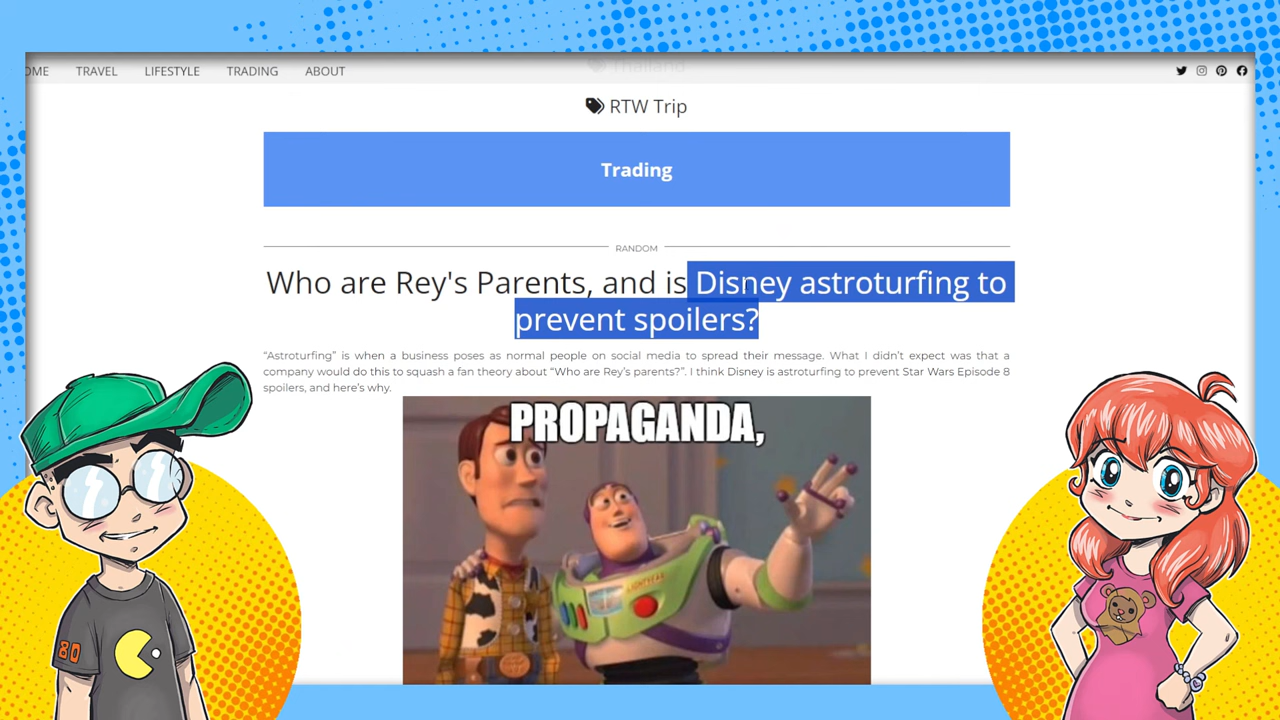 Thailand
OME TRAVEL LIFESTYLE TRADING ABOUT
RTW Trip
Trading
RANDOM
Who are Rey's Parents, and is Disney astroturfing to
prevent spoilers?
“Astroturfing” is when a business poses as normal people on social media to spread their message. What I didn’t expect was that a
company would do this to squash a fan theory about “Who are Rey’s parents?”. I think Disney is astroturfing to prevent Star Wars Episode 8
spoilers, and here’s why.
PROPAGANDA,
LIGHTYEAR
80